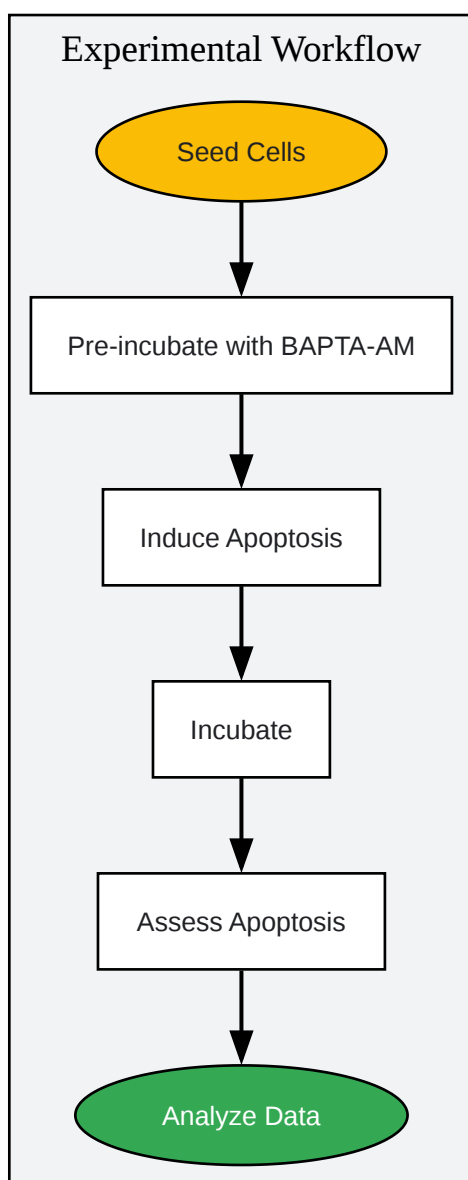 Experimental Workflow
Seed Cells
Pre-incubate with BAPTA-AM
Induce Apoptosis
Incubate
Assess Apoptosis
Analyze Data